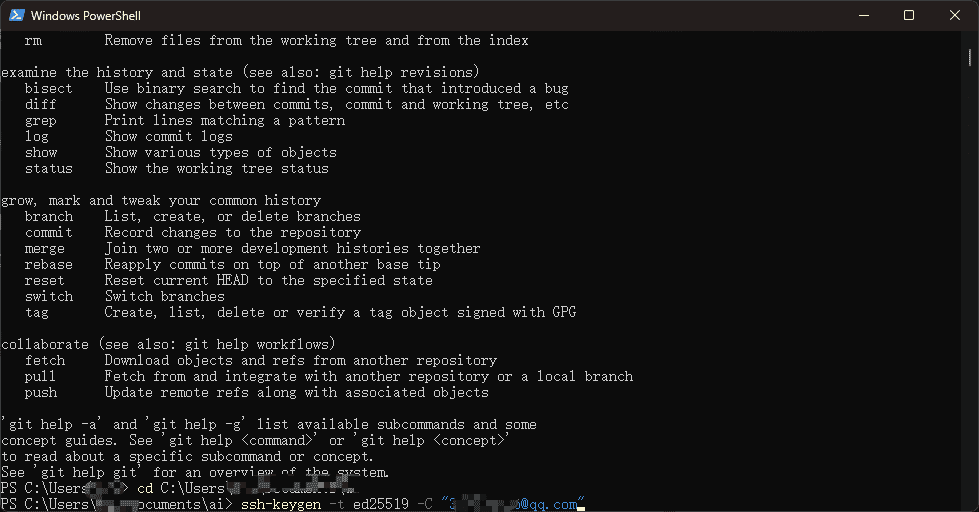 Windows PowerShell
rm Remove files from the working tree and from the index
examine the history and state (see also: git help revisions)
bisect Use binary search to find the commit that introduced a bug
diff Show changes between commits, commit and working tree, etc
grep Print lines matching a pattern
log Show commit logs
show Show various types of objects
status Show the working tree status
grow, mark and tweak your common history
branch List, create, or delete branches
commit Record changes to the repository
merge Join two or more development histories together
rebase Reapply commits on top of another base tip
reset Reset current HEAD to the specified state
switch Switch branches
tag Create, list, delete or verify a tag object signed with GPG
collaborate (see also: git help workflows)
fetch Download objects and refs from another repository
pull Fetch from and integrate with another repository or a local branch
push Update remote refs along with associated objects
'git help -a' and 'git help -g' list available subcommands and some
concept guides. See 'git help <command>' or 'git help <concept>'
to read about a specific subcommand or concept.
See 'git help git' for an overview of the system.
PS C:\Users\ > cd C:\Users\
PS C:\Users\ ocuments\ai> ssh-keygen -t ed25519 -C "3 6@qq.com"